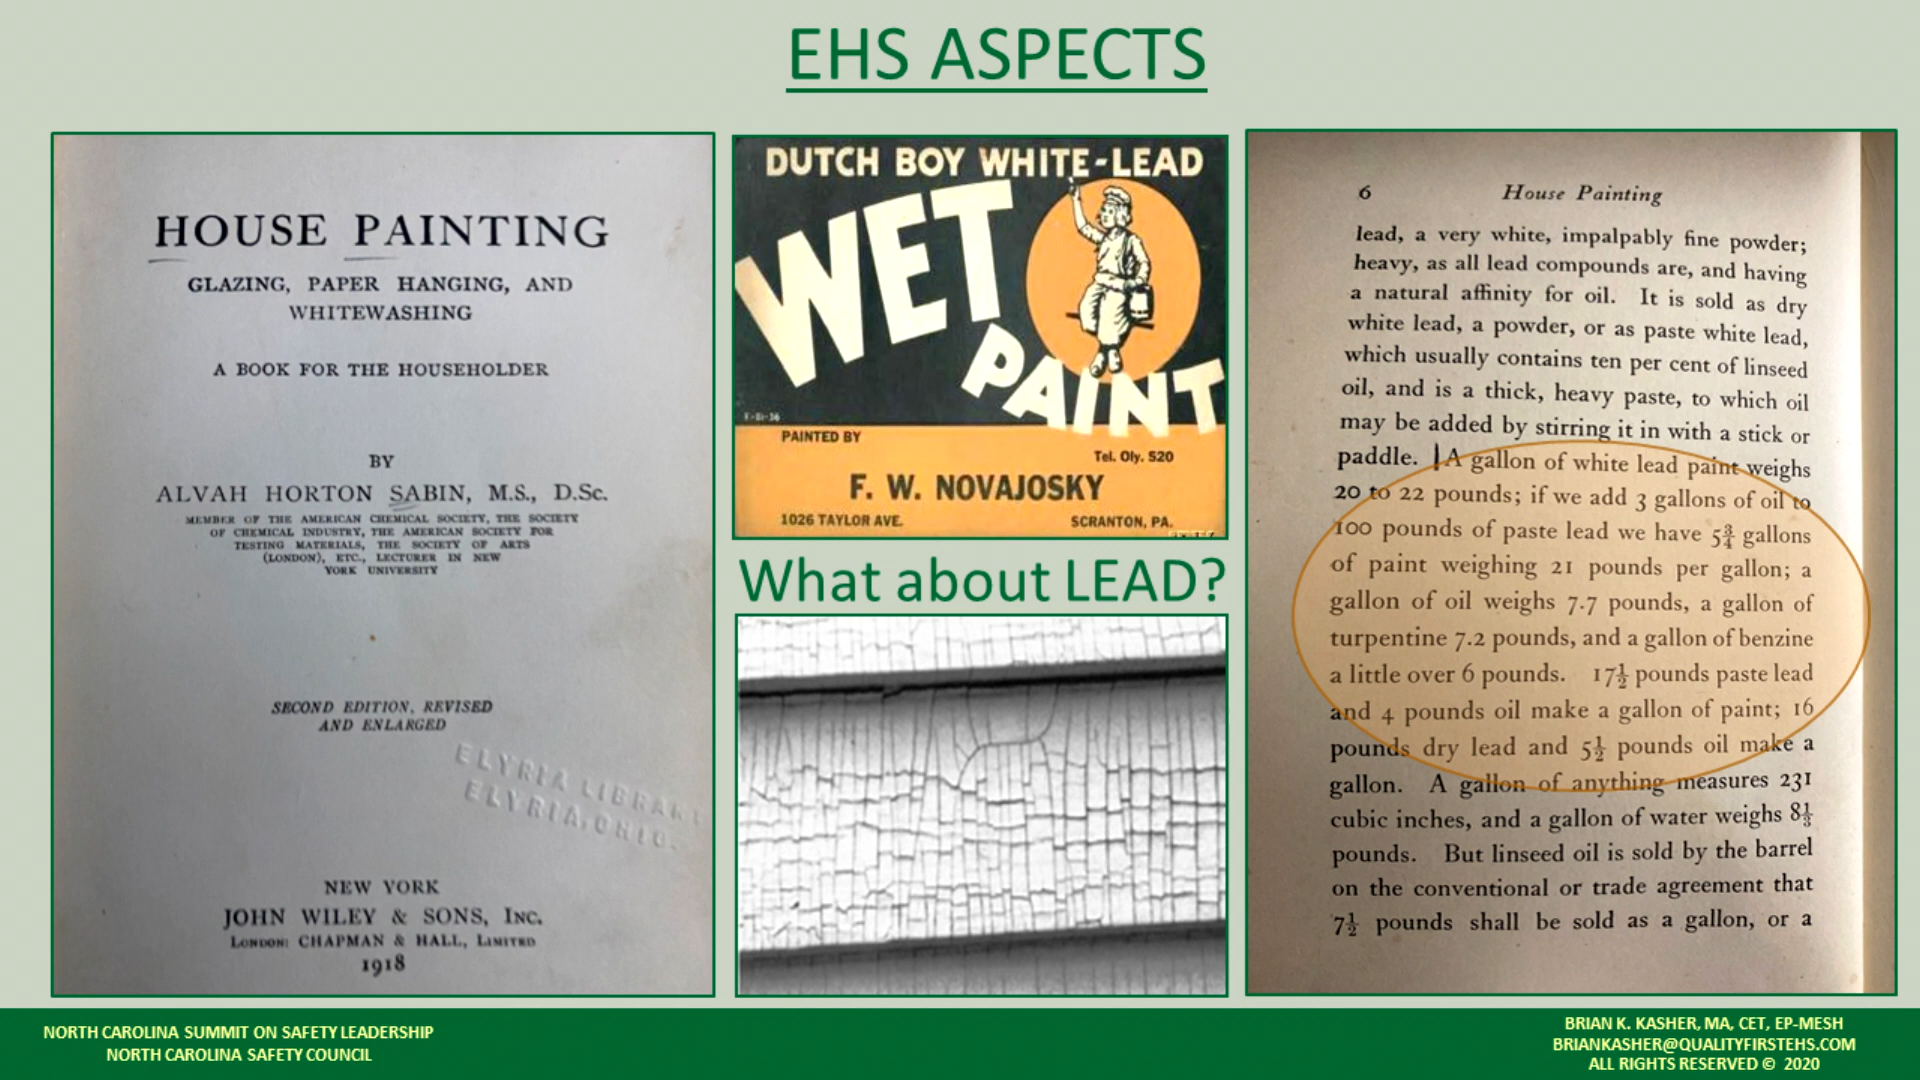 EHS ASPECTS
HOUSE PAINTING
GLAZING, PAPER HANGING, AND
WHITEWASHING
A BOOK FOR THE HOUSEHOLDER
BY
ALVAH HORTON SABIN, M.S., D.Sc.
MEMBER OF THE AMERICAN CHEMICAL SOCIETY, THE SOCIETY
OF CHEMICAL INDUSTRY, THE AMERICAN SOCIETY FOR
TESTING MATERIALS, THE SOCIETY OF ARTS
(LONDON), ETC., LECTURER IN NEW
YORK UNIVERSITY
SECOND EDITION, REVISED
AND ENLARGED
ELYRIA LIBRARY
ELYRIA, OHIO.
NEW YORK
JOHN WILEY & SONS, Inc.
London: CHAPMAN & HALL, Limited
1918
DUTCH BOY WHITE-LEAD
WET
PAINT
PAINTED BY
Tel. Oly. 520
F. W. NOVAJOSKY
1026 TAYLOR AVE.
SCRANTON, PA.
What about LEAD?
6 House Painting
lead, a very white, impalpably fine powder;
heavy, as all lead compounds are, and having
a natural affinity for oil. It is sold as dry
white lead, a powder, or as paste white lead,
which usually contains ten per cent of linseed
oil, and is a thick, heavy paste, to which oil
may be added by stirring it in with a stick or
paddle. A gallon of white lead paint weighs
20 to 22 pounds; if we add 3 gallons of oil to
100 pounds of paste lead we have 5¾ gallons
of paint weighing 21 pounds per gallon; a
gallon of oil weighs 7.7 pounds, a gallon of
turpentine 7.2 pounds, and a gallon of benzine
a little over 6 pounds. 17½ pounds paste lead
and 4 pounds oil make a gallon of paint; 16
pounds dry lead and 5½ pounds oil make a
gallon. A gallon of anything measures 231
cubic inches, and a gallon of water weighs 8⅓
pounds. But linseed oil is sold by the barrel
on the conventional or trade agreement that
7½ pounds shall be sold as a gallon, or a
NORTH CAROLINA SUMMIT ON SAFETY LEADERSHIP
NORTH CAROLINA SAFETY COUNCIL
BRIAN K. KASHER, MA, CET, EP-MESH
BRIANKASHER@QUALITYFIRSTEHS.COM
ALL RIGHTS RESERVED © 2020